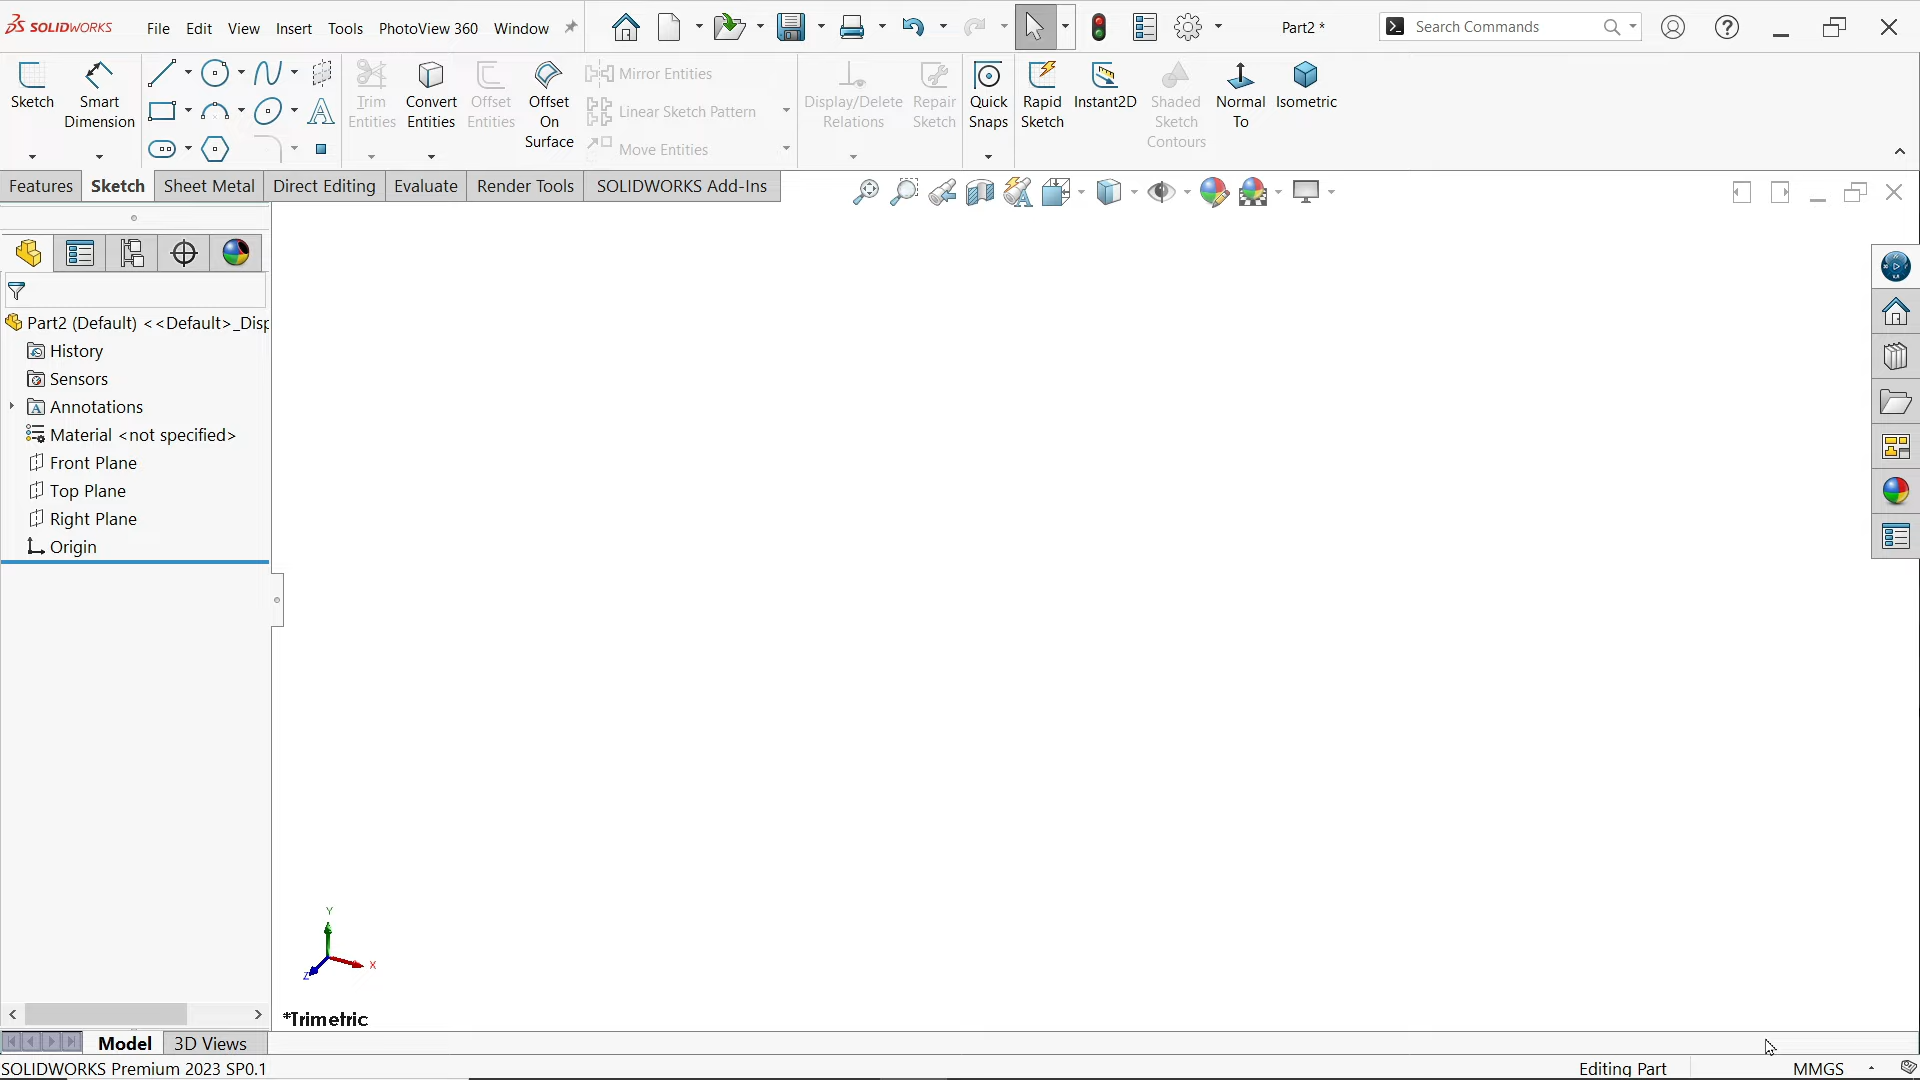 SOLIDWORKS File Edit View Insert Tools PhotoView 360 Window Part2 * Search Commands
Sketch
Smart Dimension
Trim Entities
Convert Entities
Offset Entities
Offset On Surface
Mirror Entities
Linear Sketch Pattern
Move Entities
Display/Delete Relations
Repair Sketch
Quick Snaps
Rapid Sketch
Instant2D
Shaded Sketch Contours
Normal To
Isometric
Features Sketch Sheet Metal Direct Editing Evaluate Render Tools SOLIDWORKS Add-Ins
Part2 (Default) <<Default>_Disp
History
Sensors
Annotations
Material <not specified>
Front Plane
Top Plane
Right Plane
Origin
Y
X
Z
*Trimetric
Model 3D Views
SOLIDWORKS Premium 2023 SP0.1 Editing Part MMGS